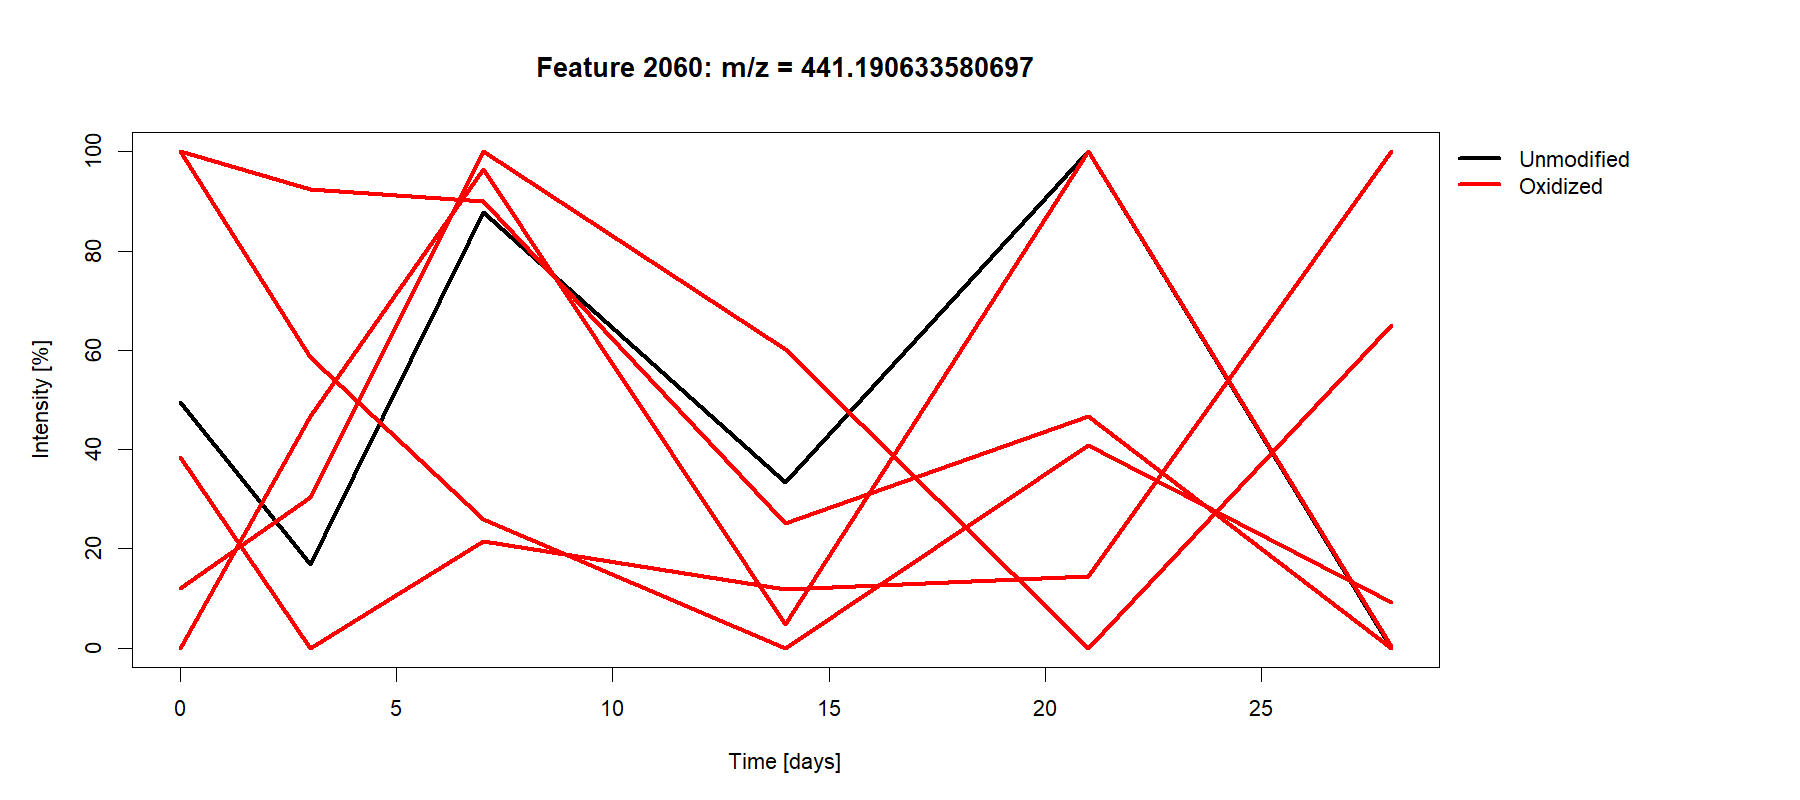 Feature 2060: m/z = 441.190633580697
Unmodified
Oxidized
Intensity [%]
100
80
60
40
20
0
0 5 10 15 20 25
Time [days]